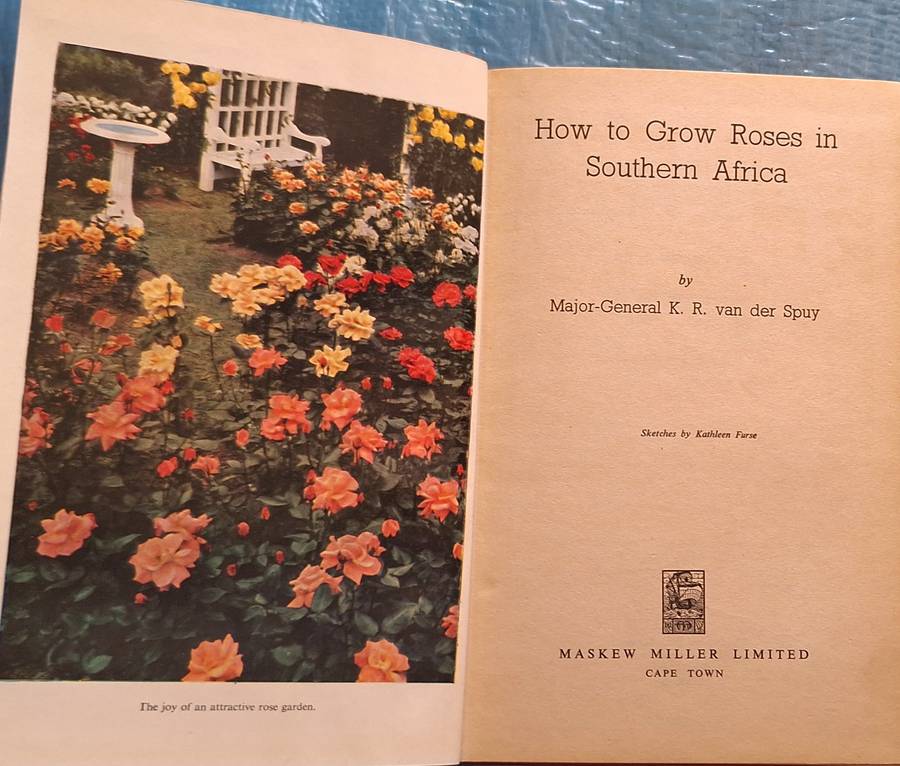 The joy of an attractive rose garden.
How to Grow Roses in
Southern Africa
by
Major-General K. R. van der Spuy
Sketches by Kathleen Furse
MASKEW MILLER LIMITED
CAPE TOWN